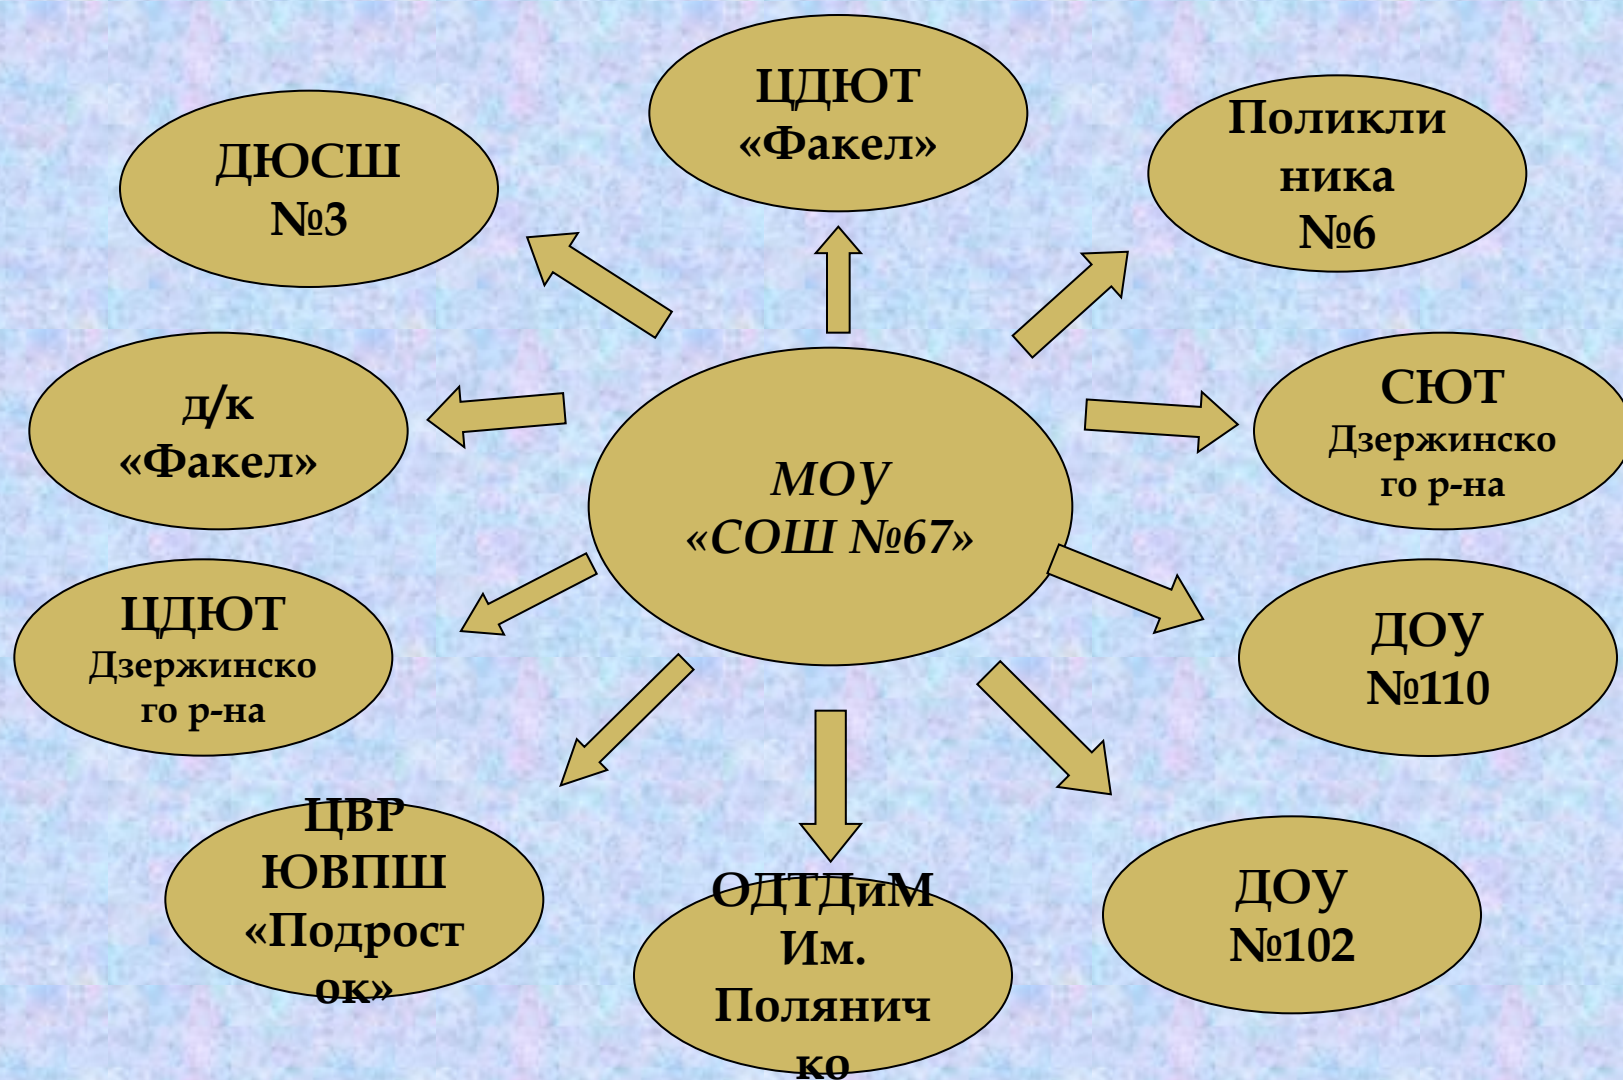 ЦДЮТ
«Факел»
ДЮСШ
№3
Поликли
ника
№6
д/к
«Факел»
СЮТ
Дзержинско
го р-на
МОУ
«СОШ №67»
ЦДЮТ
Дзержинско
го р-на
ДОУ
№110
ЦВР
ЮВПШ
«Подрост
ок»
ОДТДиМ
Им.
Полянич
ко
ДОУ
№102